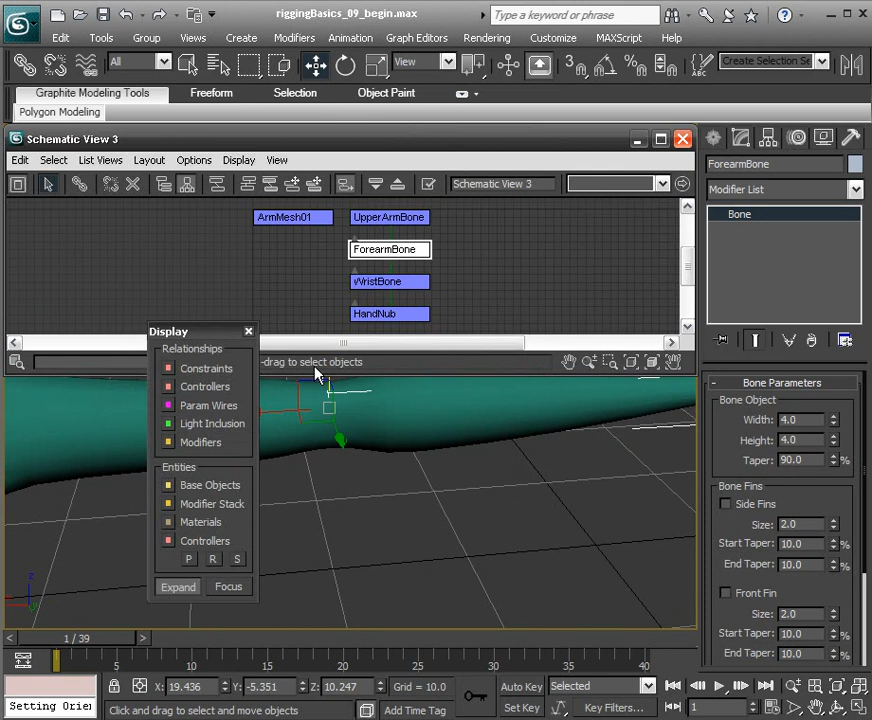 riggingBasics_09_begin.max
Type a keyword or phrase
Edit Tools Group Views Create Modifiers Animation Graph Editors Rendering Customize MAXScript Help
All View 3 Create Selection Se
Graphite Modeling Tools Freeform Selection Object Paint
Polygon Modeling
Schematic View 3
Edit Select List Views Layout Options Display View
Schematic View 3
ArmMesh01 UpperArmBone
ForearmBone
WristBone
HandNub
-drag to select objects
Display
Relationships
Constraints
Controllers
Param Wires
Light Inclusion
Modifiers
Entities
Base Objects
Modifier Stack
Materials
Controllers
P R S
Expand Focus
z
ForearmBone
Modifier List
Bone
- Bone Parameters
Bone Object
Width: 4.0
Height: 4.0
Taper: 90.0 %
Bone Fins
Side Fins
Size: 2.0
Start Taper: 10.0 %
End Taper: 10.0 %
Front Fin
Size: 2.0
Start Taper: 10.0 %
End Taper: 10.0 %
< 1 / 39 >
5 10 15 20 25 30 35 40
X: 19.436 Y: -5.351 Z: 10.247 Grid = 10.0 Auto Key Selected
Setting Orie Click and drag to select and move objects Add Time Tag Set Key Key Filters... 1